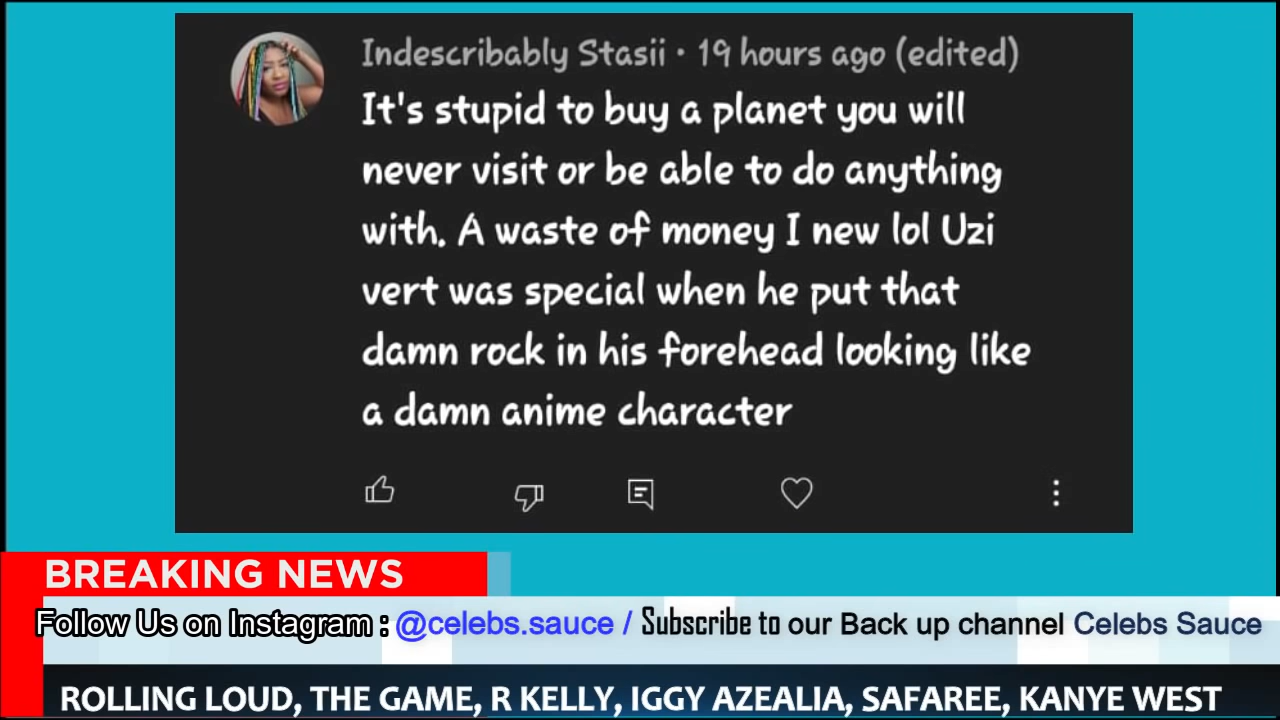 Indescribably Stasii • 19 hours ago (edited)
It's stupid to buy a planet you will
never visit or be able to do anything
with. A waste of money I new lol Uzi
vert was special when he put that
damn rock in his forehead looking like
a damn anime character
BREAKING NEWS
Follow Us on Instagram : @celebs.sauce / Subscribe to our Back up channel Celebs Sauce
ROLLING LOUD, THE GAME, R KELLY, IGGY AZEALIA, SAFAREE, KANYE WEST